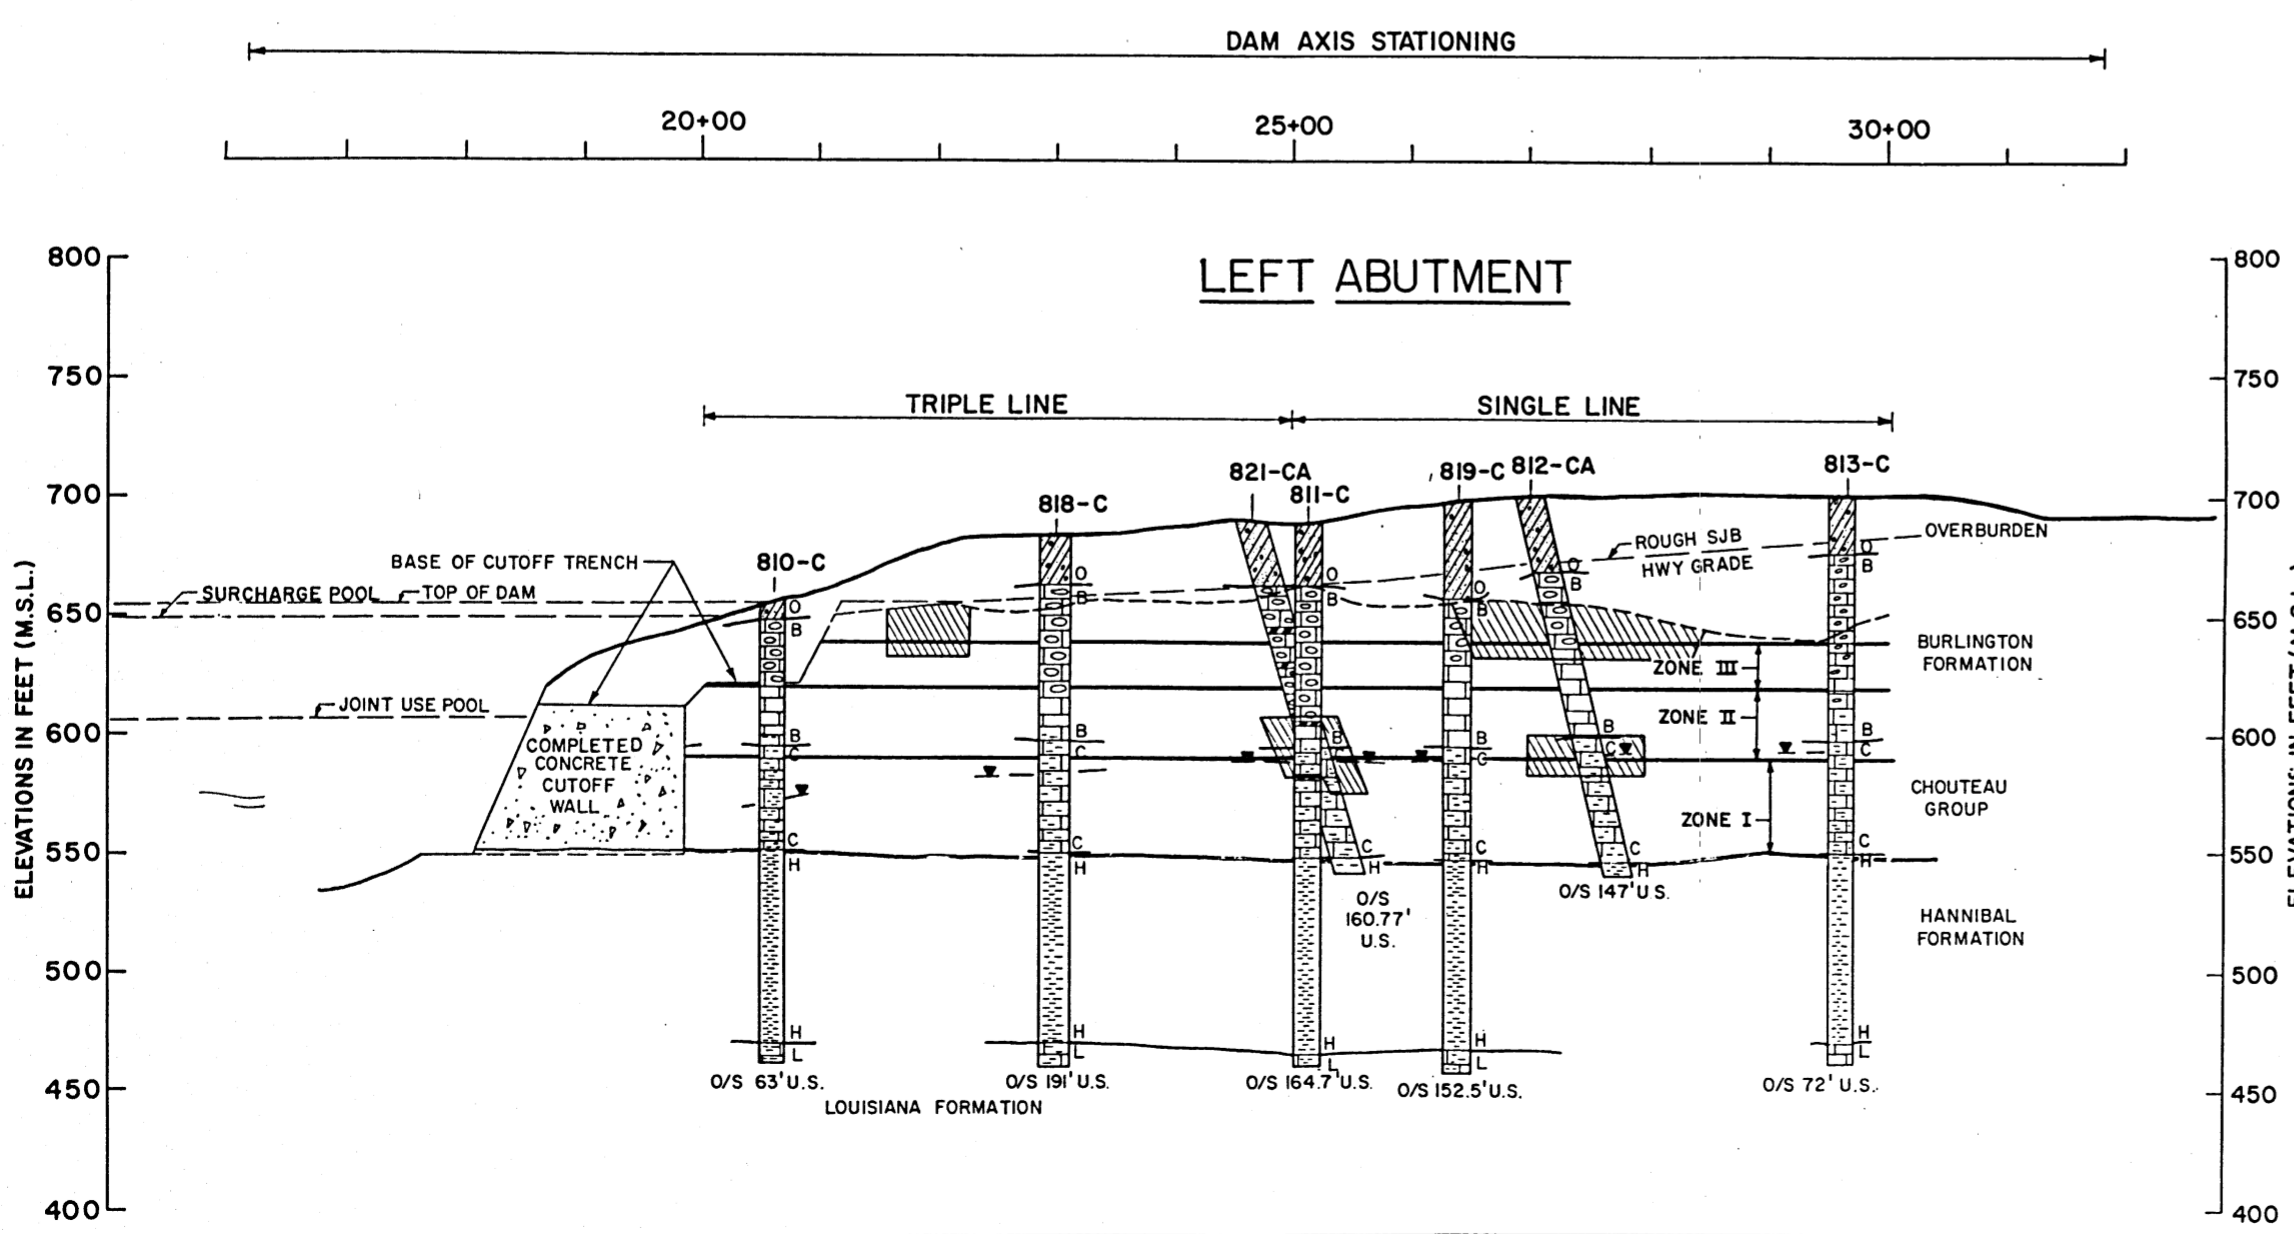 DAM AXIS STATIONING
20+00
25+00
30+00
LEFT ABUTMENT
800
750
700
650
600
550
500
450
400
ELEVATIONS IN FEET (M.S.L.)
800
750
700
650
600
550
500
450
400
TRIPLE LINE
SINGLE LINE
810-C
818-C
821-CA
811-C
819-C
812-CA
813-C
BASE OF CUTOFF TRENCH
SURCHARGE POOL
TOP OF DAM
JOINT USE POOL
ROUGH SJB
HWY GRADE
OVERBURDEN
COMPLETED
CONCRETE
CUTOFF
WALL
BURLINGTON
FORMATION
ZONE III
ZONE II
ZONE I
CHOUTEAU
GROUP
HANNIBAL
FORMATION
O
B
B
C
C
H
H
L
O
B
B
C
C
H
H
L
O
B
B
C
C
H
H
L
O
B
B
C
C
H
H
L
O
B
B
C
C
H
O
B
B
C
C
H
H
L
O/S 63' U.S.
O/S 191' U.S.
O/S 164.7' U.S.
O/S
160.77'
U.S.
O/S 152.5' U.S.
O/S 147' U.S.
O/S 72' U.S.
LOUISIANA FORMATION